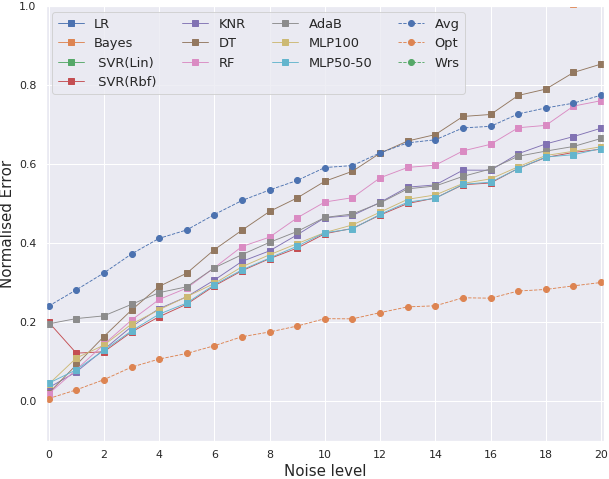 1.0
0.8
0.6
0.4
0.2
0.0
Normalised Error
LR KNR AdaB Avg
Bayes DT MLP100 Opt
SVR(Lin) RF MLP50-50 Wrs
SVR(Rbf)
0 2 4 6 8 10 12 14 16 18 20
Noise level